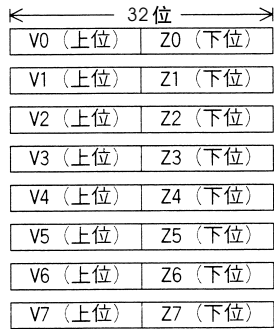 32位
V0（上位） Z0（下位）
V1（上位） Z1（下位）
V2（上位） Z2（下位）
V3（上位） Z3（下位）
V4（上位） Z4（下位）
V5（上位） Z5（下位）
V6（上位） Z6（下位）
V7（上位） Z7（下位）